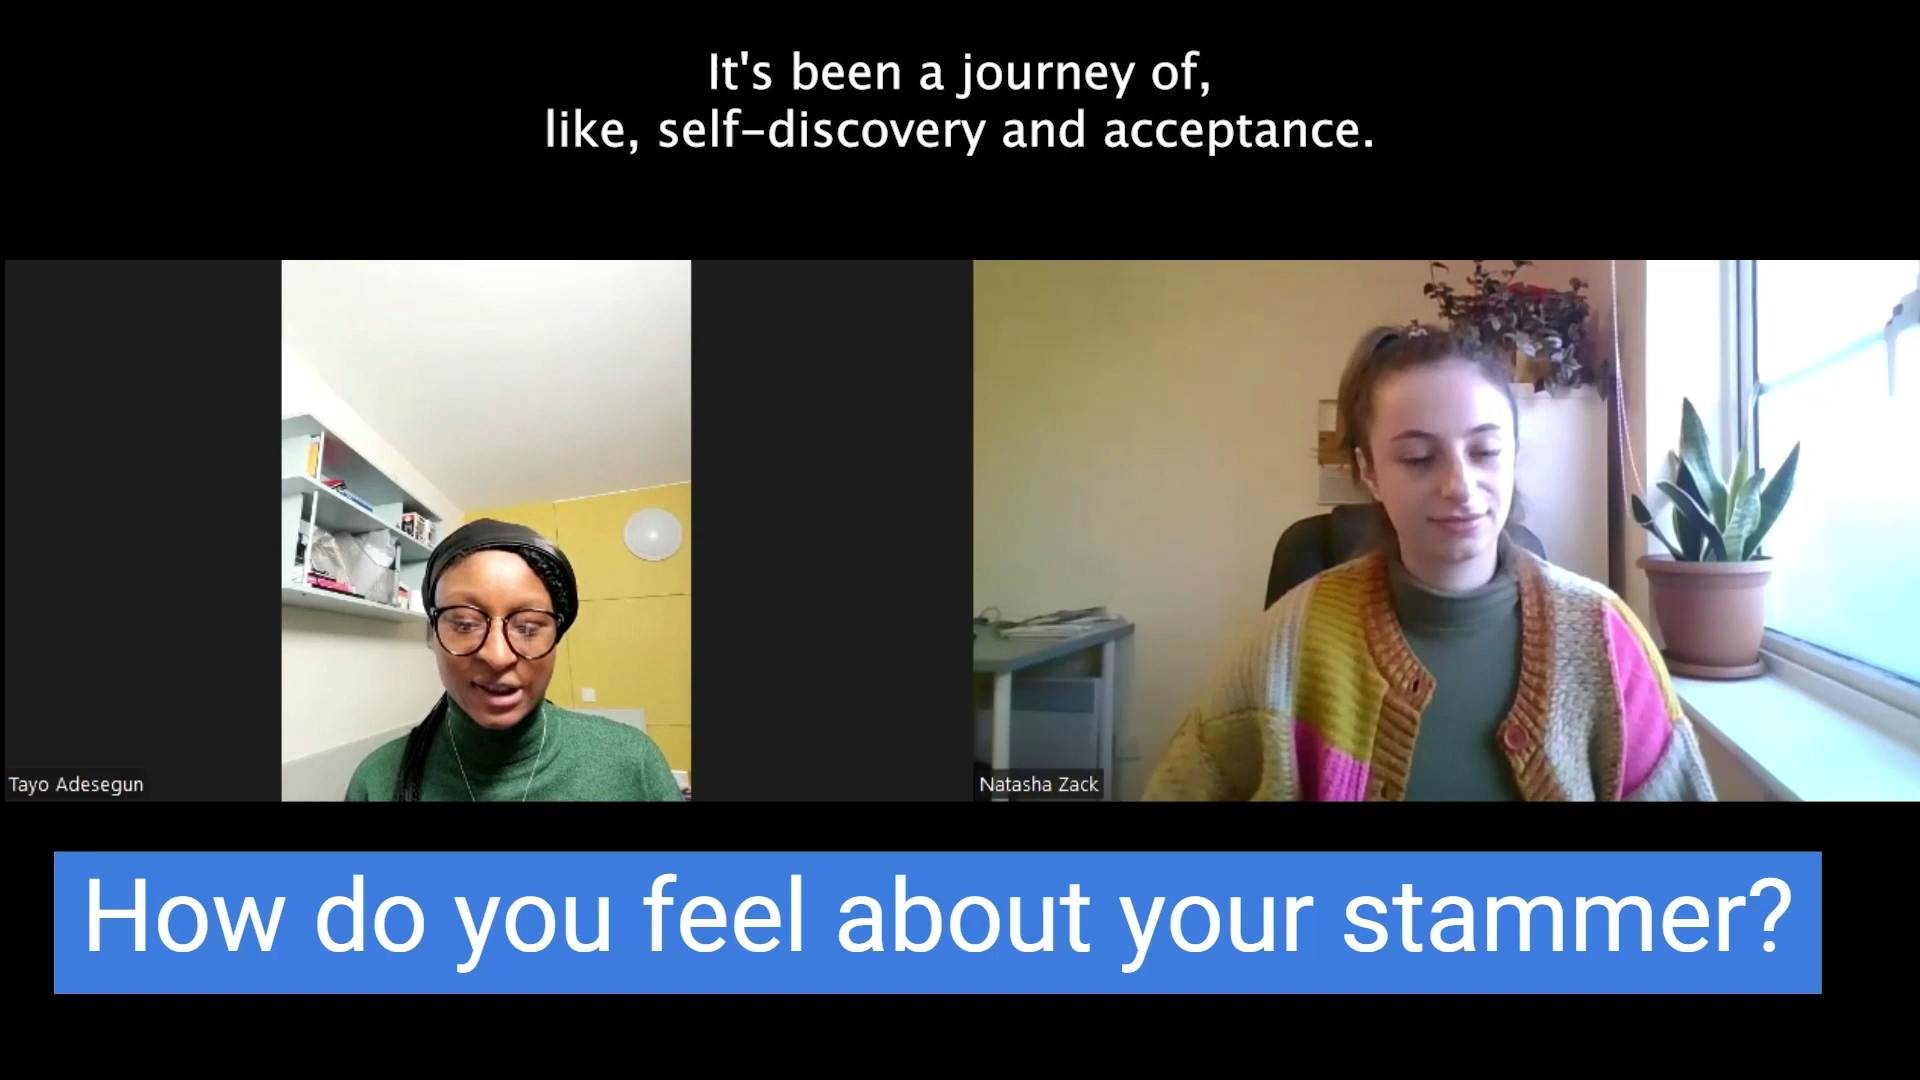 It's been a journey of,
like, self-discovery and acceptance.
Tayo Adesegun
Natasha Zack
How do you feel about your stammer?